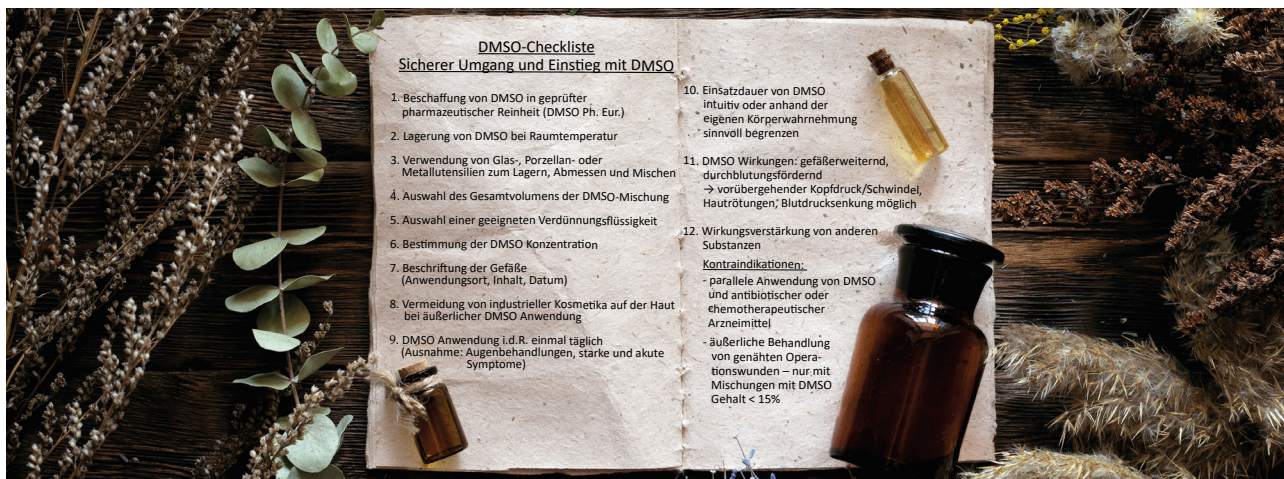 DMSO-Checkliste
Sicherer Umgang und Einstieg mit DMSO
1. Beschaffung von DMSO in geprüfter
pharmazeutischer Reinheit (DMSO Ph. Eur.)
2. Lagerung von DMSO bei Raumtemperatur
3. Verwendung von Glas-, Porzellan- oder
Metallutensilien zum Lagern, Abmessen und Mischen
4. Auswahl des Gesamtvolumens der DMSO-Mischung
5. Auswahl einer geeigneten Verdünnungsflüssigkeit
6. Bestimmung der DMSO Konzentration
7. Beschriftung der Gefäße
(Anwendungsort, Inhalt, Datum)
8. Vermeidung von industrieller Kosmetika auf der Haut
bei äußerlicher DMSO Anwendung
9. DMSO Anwendung i.d.R. einmal täglich
(Ausnahme: Augenbehandlungen, starke und akute
Symptome)
10. Einsatzdauer von DMSO
intuitiv oder anhand der
eigenen Körperwahrnehmung
sinnvoll begrenzen
11. DMSO Wirkungen: gefäßerweiternd,
durchblutungsfördernd
→ vorübergehender Kopfdruck/Schwindel,
Hautrötungen, Blutdrucksenkung möglich
12. Wirkungsverstärkung von anderen
Substanzen
Kontraindikationen:
- parallele Anwendung von DMSO
und antibiotischer oder
chemotherapeutischer
Arzneimittel
- äußerliche Behandlung
von genähten Opera-
tionswunden – nur mit
Mischungen mit DMSO
Gehalt < 15%